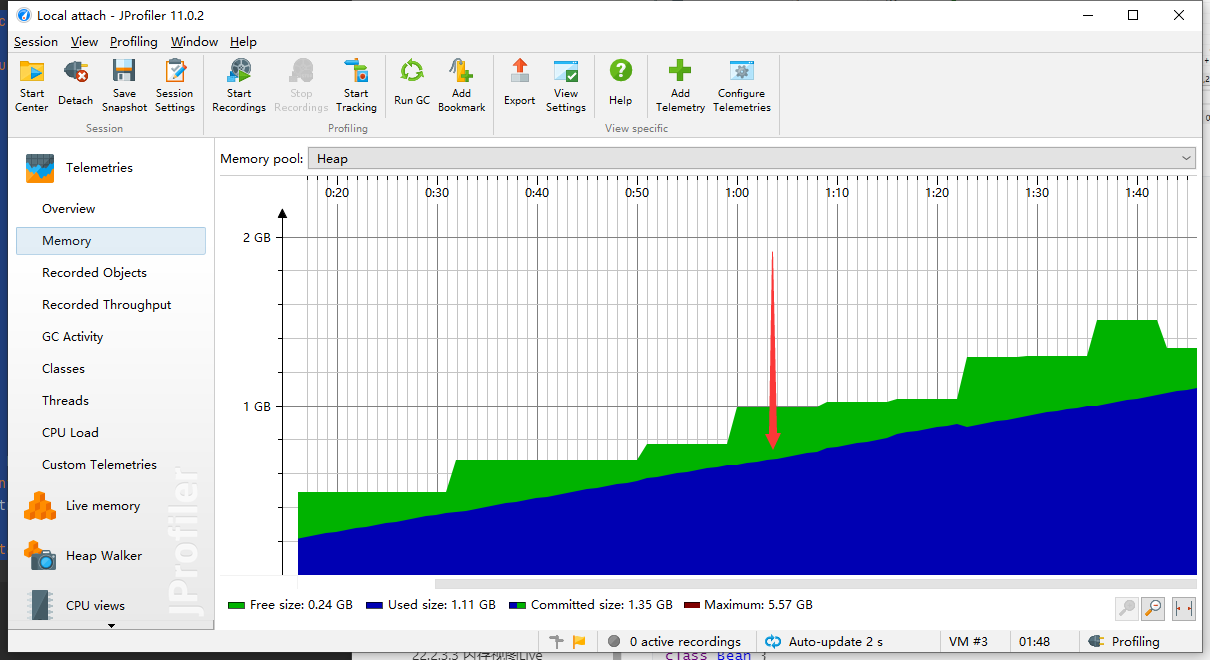 Local attach - JProfiler 11.0.2
Session View Profiling Window Help
Start Center
Detach
Save Snapshot
Session Settings
Start Recordings
Stop Recordings
Start Tracking
Run GC
Add Bookmark
Export
View Settings
Help
Add Telemetry
Configure Telemetries
Session
Profiling
View specific
Telemetries
Overview
Memory
Recorded Objects
Recorded Throughput
GC Activity
Classes
Threads
CPU Load
Custom Telemetries
Live memory
Heap Walker
CPU views
JProfiler
Memory pool: Heap
0:20 0:30 0:40 0:50 1:00 1:10 1:20 1:30 1:40
2 GB
1 GB
Free size: 0.24 GB Used size: 1.11 GB Committed size: 1.35 GB Maximum: 5.57 GB
0 active recordings Auto-update 2 s VM #3 01:48 Profiling
22.2.3.3 内存视图Live
class Bean {